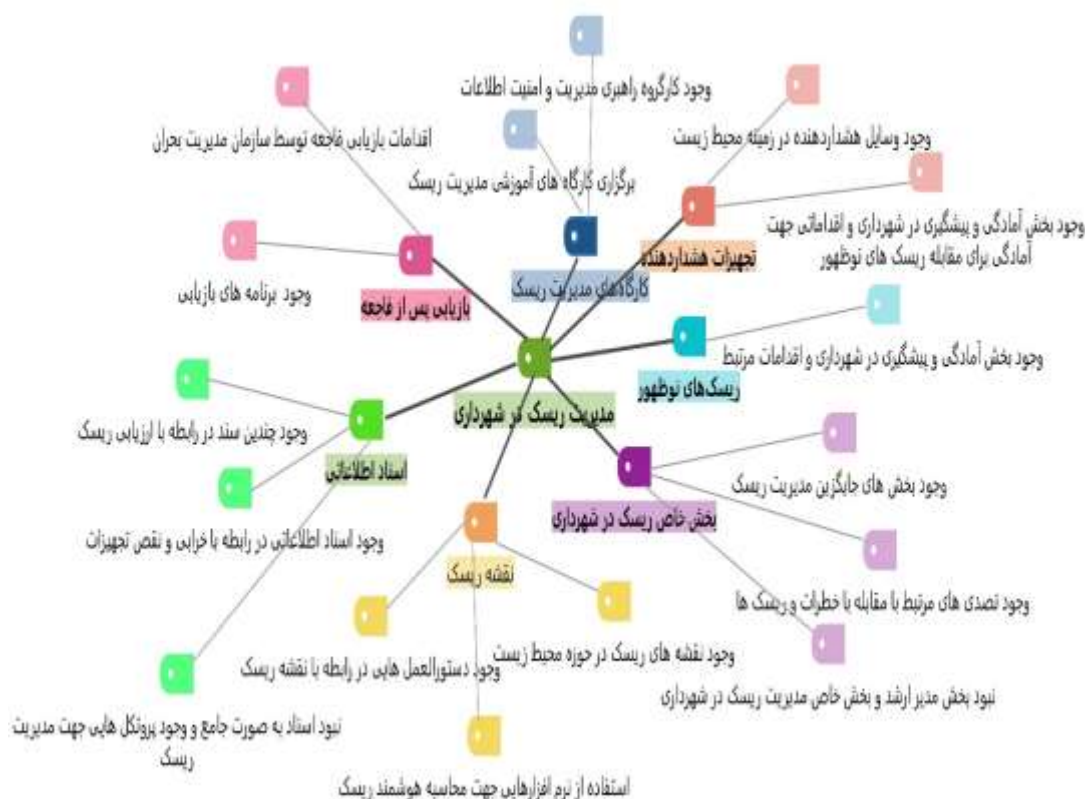 وجود کارگروه راهبری مدیریت و امنیت اطلاعات
اقدامات بازیابی فاجعه توسط سازمان مدیریت بحران
وجود وسایل هشداردهنده در زمینه محیط زیست
برگزاری کارگاه های آموزشی مدیریت ریسک
وجود بخش آمادگی و پیشگیری در شهرداری و اقداماتی جهت
آمادگی برای مقابله ریسک های نوظهور
تجهیزات هشداردهنده
کارگاه‌های مدیریت ریسک
وجود برنامه های بازیابی
بازیابی پس از فاجعه
وجود بخش آمادگی و پیشگیری در شهرداری و اقدامات مرتبط
ریسک‌های نوظهور
مدیریت ریسک در شهرداری
وجود چندین سند در رابطه با ارزیابی ریسک
اسناد اطلاعاتی
وجود بخش های جایگزین مدیریت ریسک
بخش خاص ریسک در شهرداری
وجود اسناد اطلاعاتی در رابطه با خرابی و نقص تجهیزات
نقشه ریسک
وجود تصدی های مرتبط با مقابله با خطرات و ریسک ها
وجود نقشه های ریسک در حوزه محیط زیست
وجود دستورالعمل هایی در رابطه با نقشه ریسک
نبود بخش مدیر ارشد و بخش خاص مدیریت ریسک در شهرداری
نبود اسناد به صورت جامع و وجود پروتکل هایی جهت مدیریت
ریسک
استفاده از نرم افزارهایی جهت محاسبه هوشمند ریسک